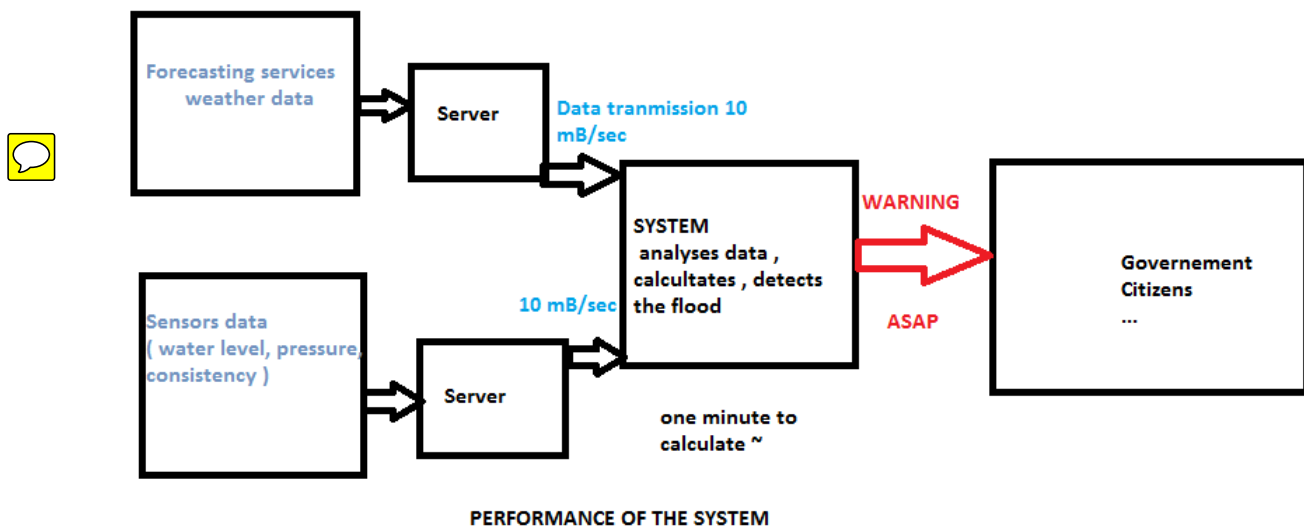 Forecasting services
weather data
Server
Data tranmission 10
mB/sec
SYSTEM
analyses data ,
calcultates , detects
the flood
WARNING
ASAP
Governement
Citizens
...
Sensors data
( water level, pressure,
consistency )
Server
10 mB/sec
one minute to
calculate ~
PERFORMANCE OF THE SYSTEM